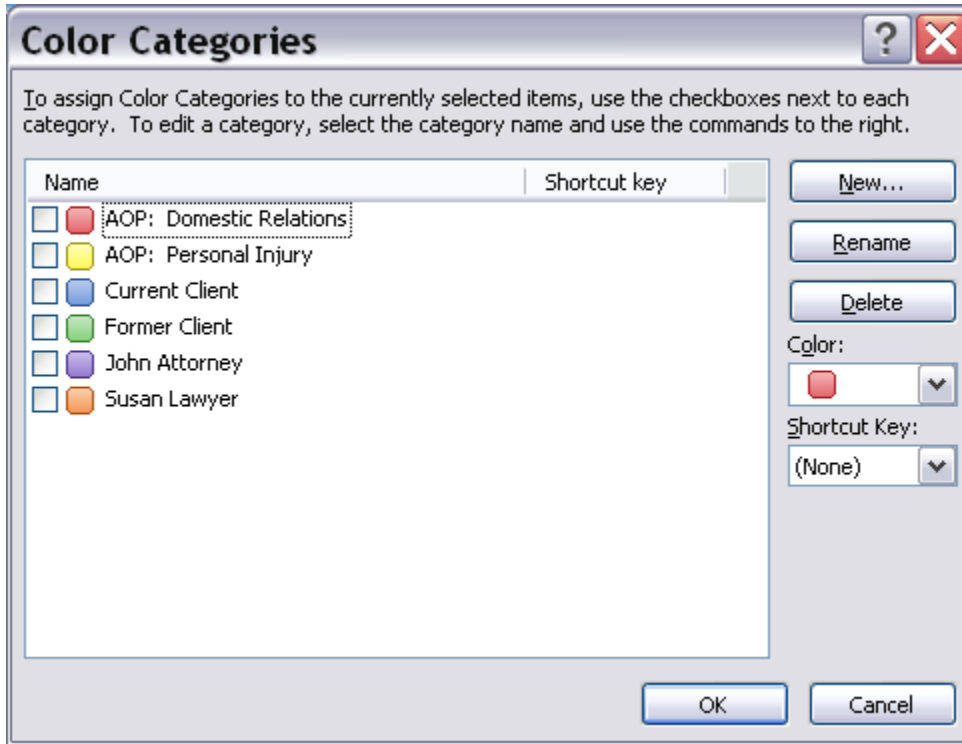 Color Categories
To assign Color Categories to the currently selected items, use the checkboxes next to each
category.  To edit a category, select the category name and use the commands to the right.
Name Shortcut key
AOP:  Domestic Relations
AOP:  Personal Injury
Current Client
Former Client
John Attorney
Susan Lawyer
New...
Rename
Delete
Color:
Shortcut Key:
(None)
OK Cancel